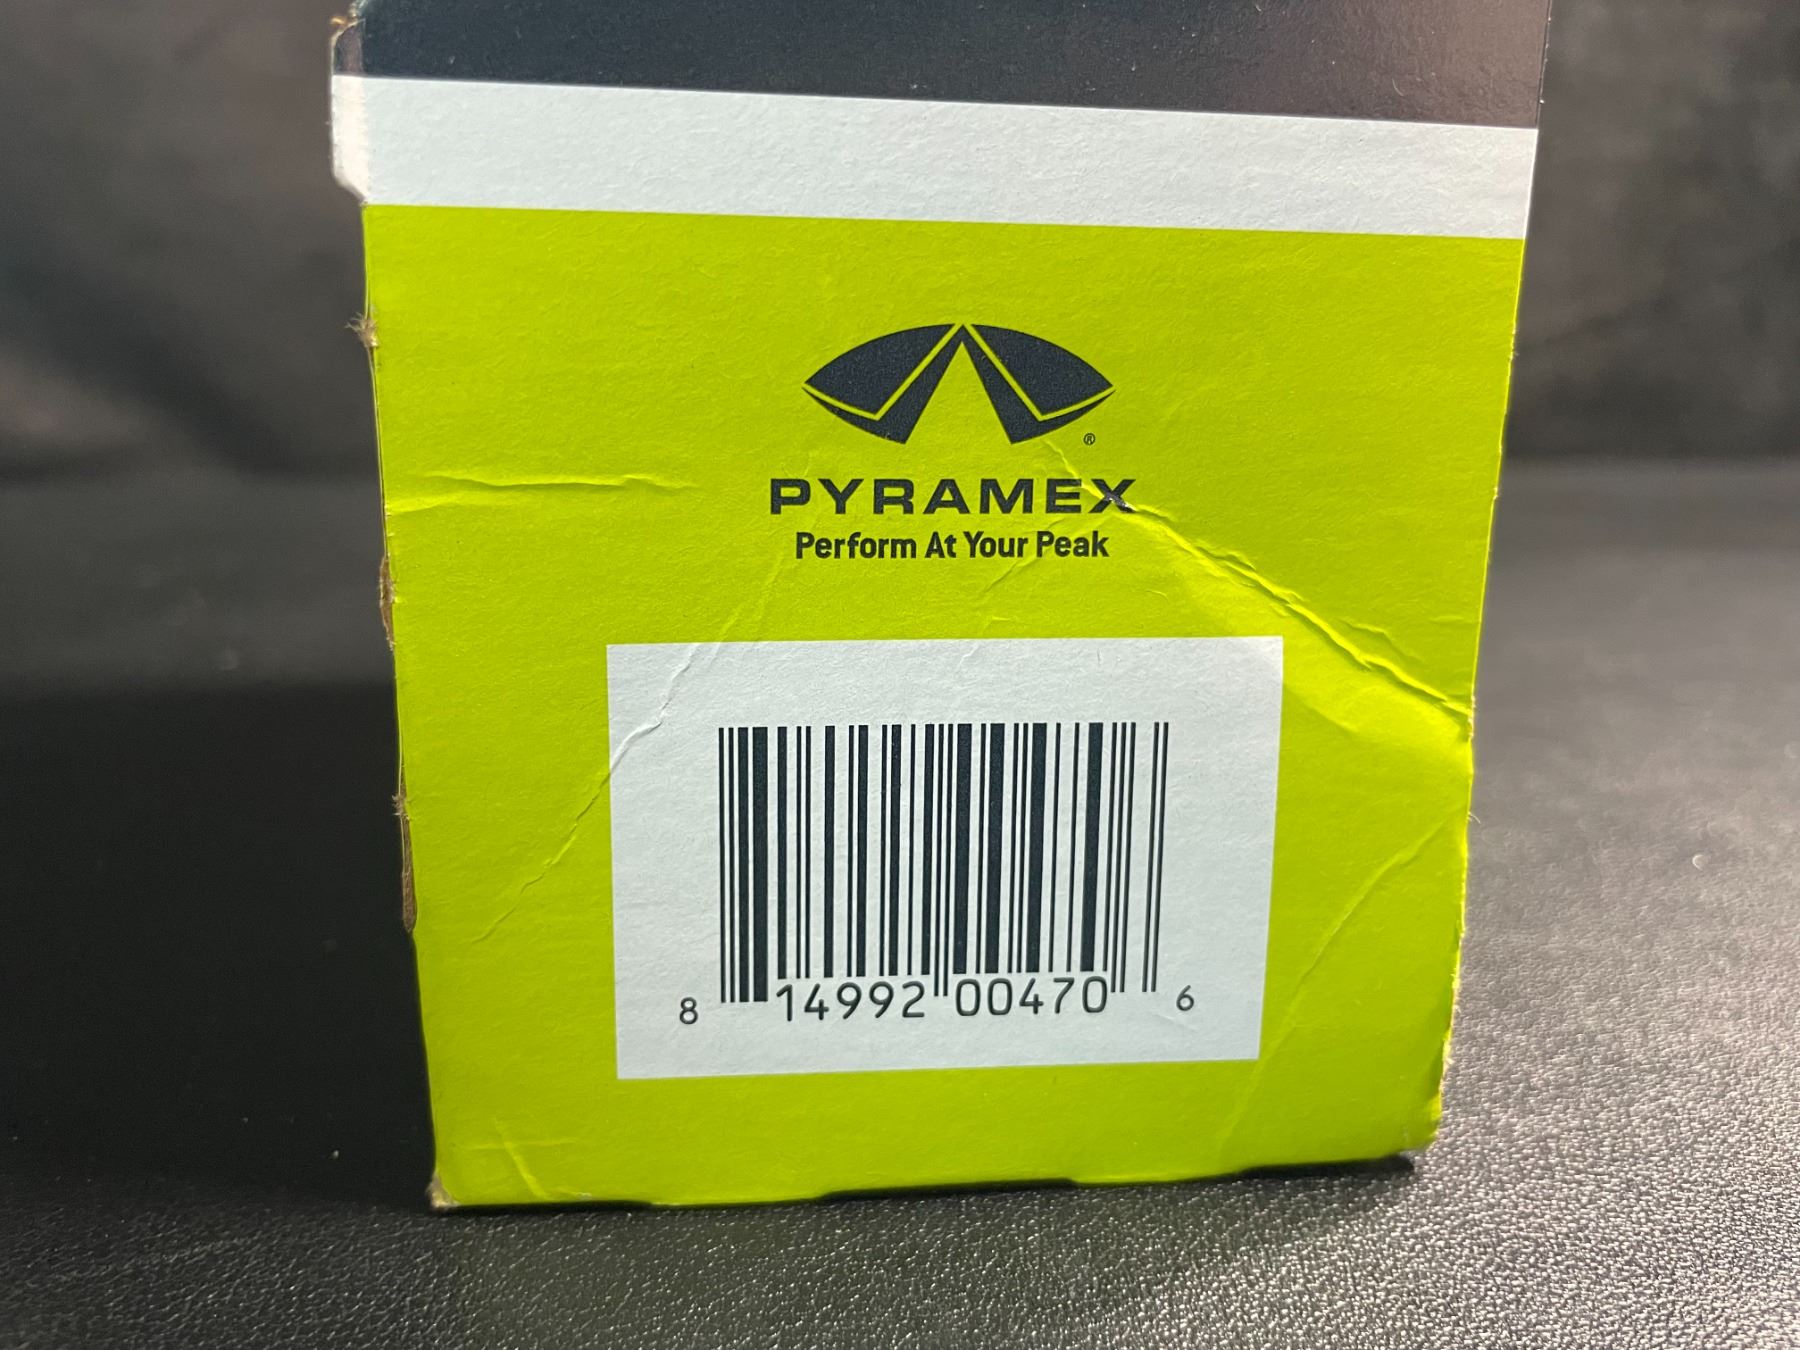 ®
PYRAMEX
Perform At Your Peak
8 14992 00470 6